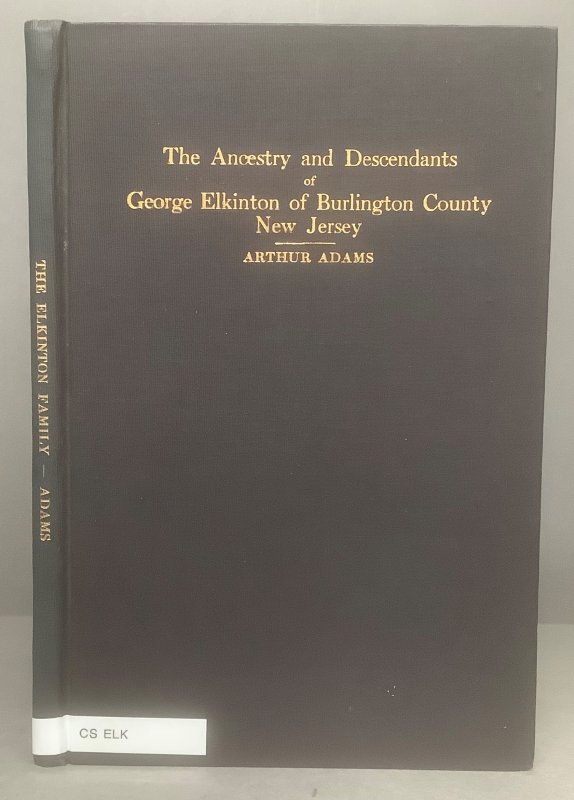 The Ancestry and Descendants
of
George Elkinton of Burlington County
New Jersey
ARTHUR ADAMS
THE ELKINTON FAMILY — ADAMS
CS ELK